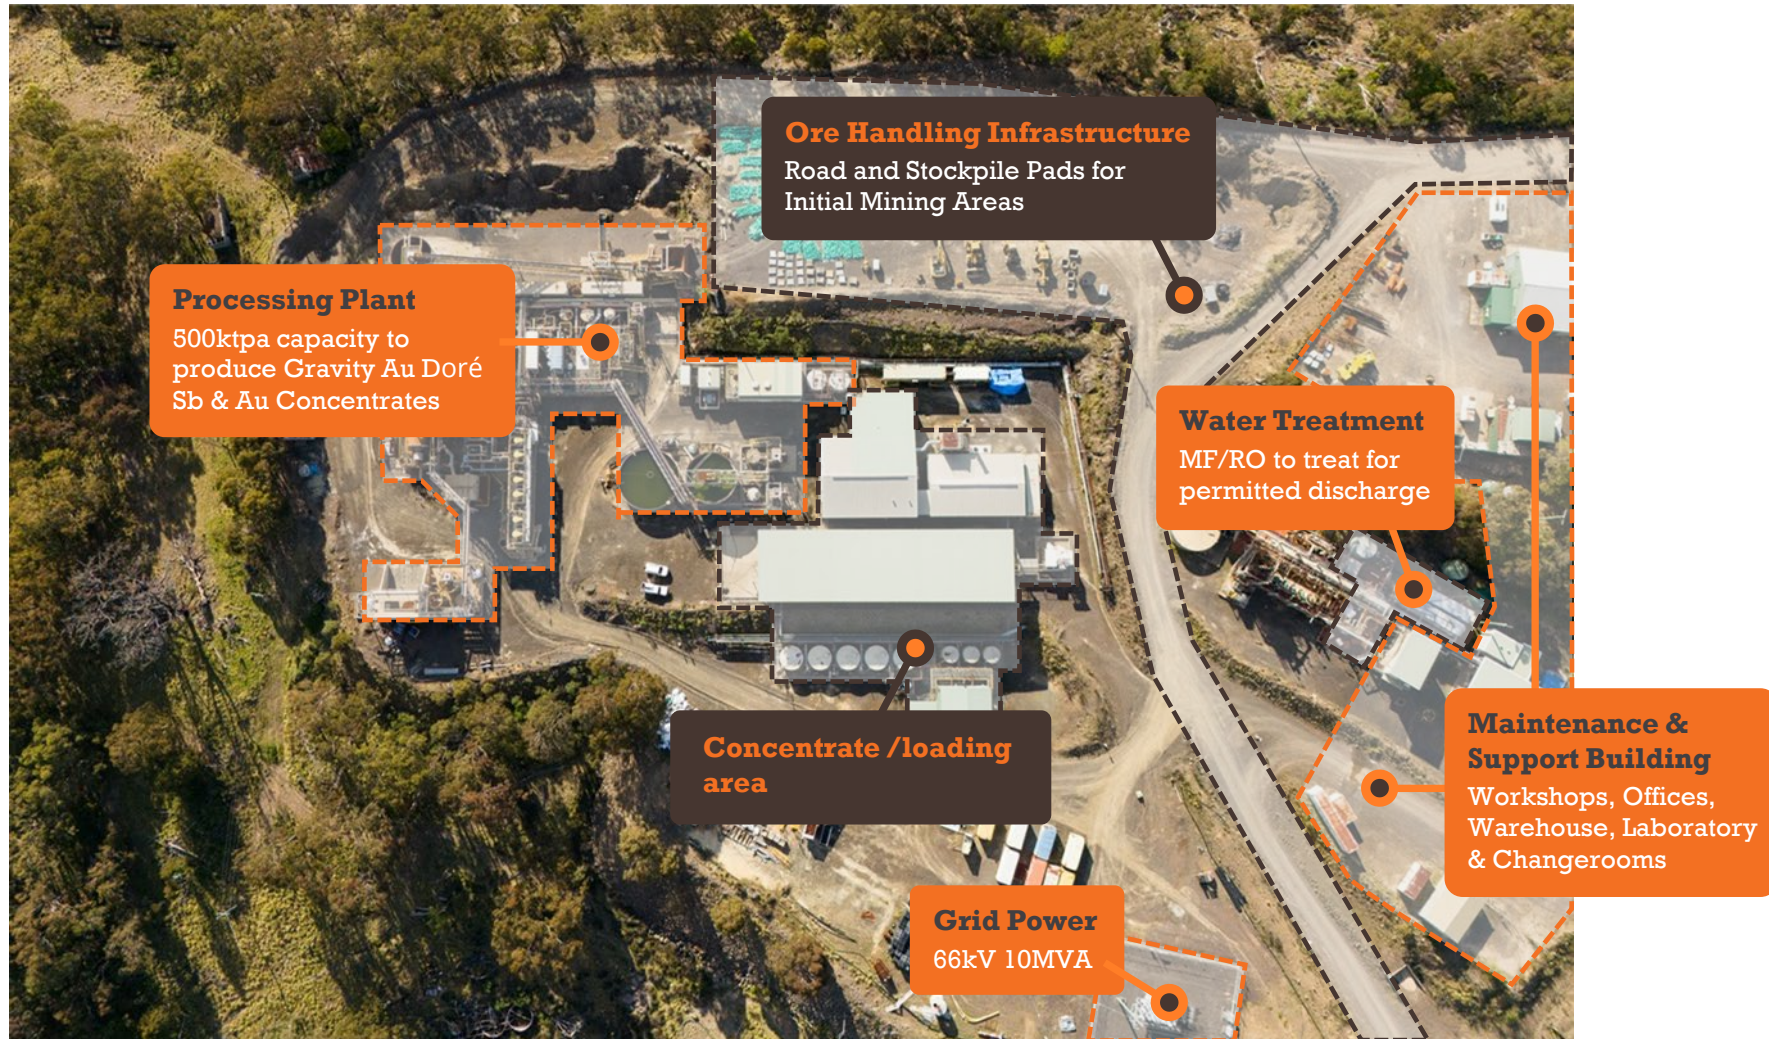 Ore Handling Infrastructure
Road and Stockpile Pads for
Initial Mining Areas
Processing Plant
500ktpa capacity to
produce Gravity Au Doré
Sb & Au Concentrates
Water Treatment
MF/RO to treat for
permitted discharge
Concentrate /loading
area
Maintenance &
Support Building
Workshops, Offices,
Warehouse, Laboratory
& Changerooms
Grid Power
66kV 10MVA